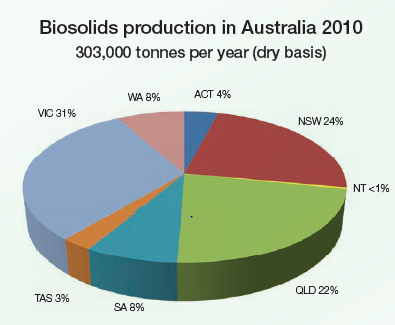 Biosolids production in Australia 2010
303,000 tonnes per year (dry basis)
ACT 4%
WA 8%
VIC 31%
NSW 24%
NT <1%
QLD 22%
TAS 3%
SA 8%